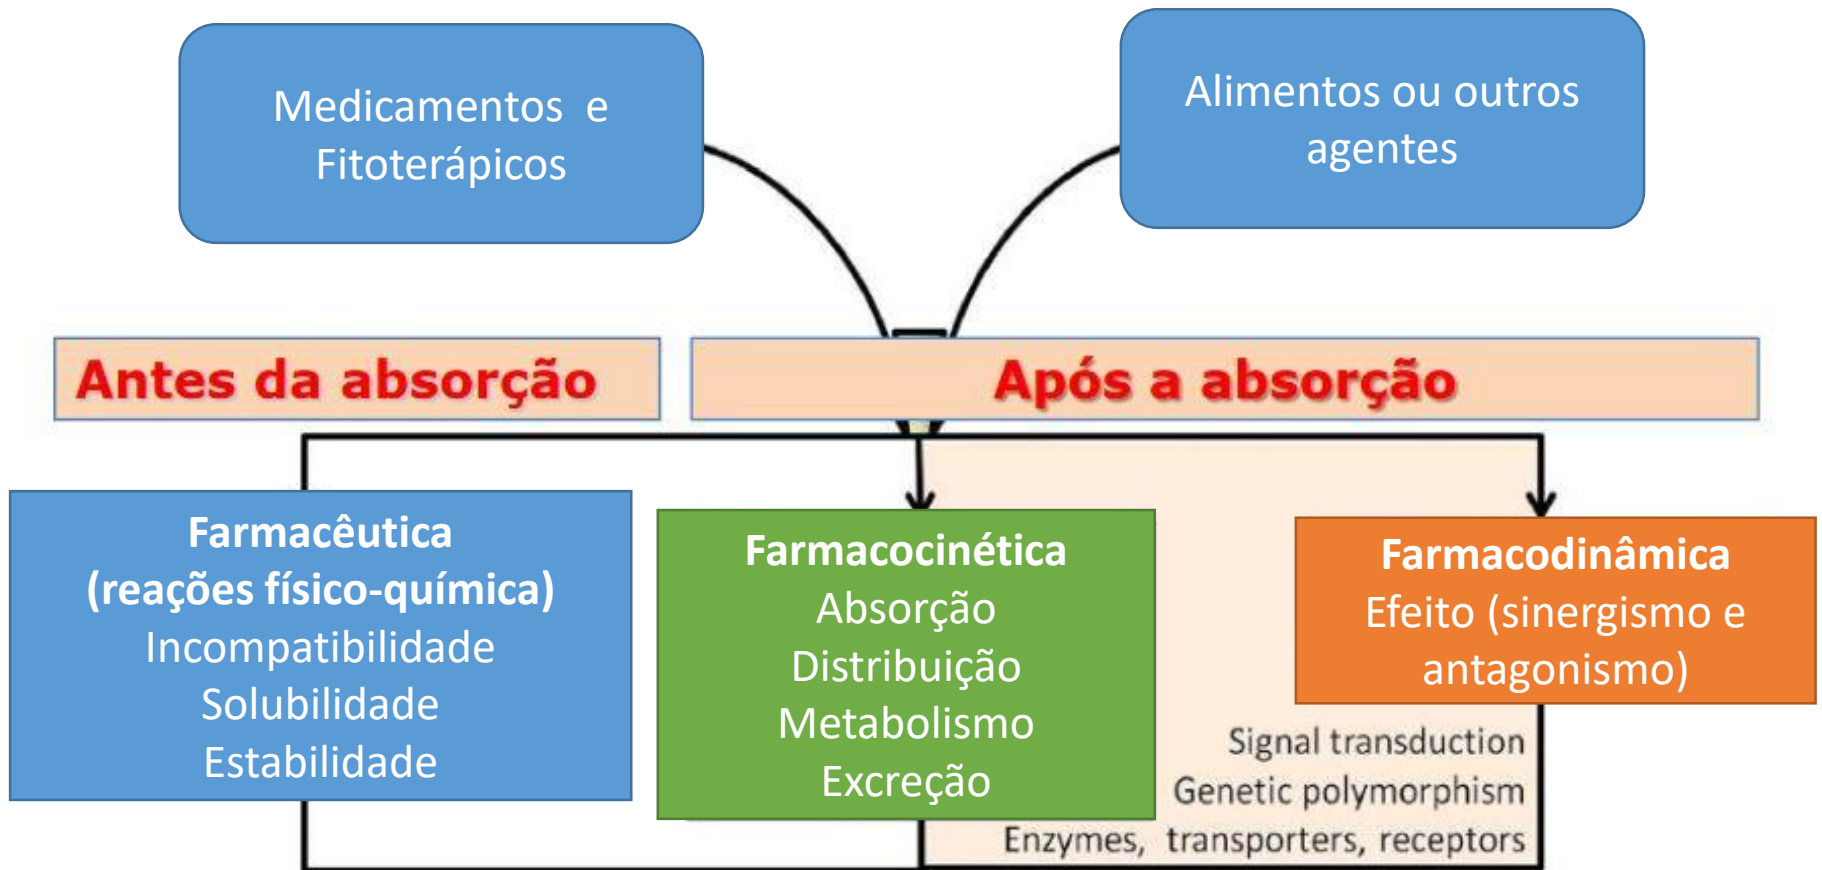 Medicamentos e
Fitoterápicos
Alimentos ou outros
agentes
Antes da absorção
Após a absorção
Farmacêutica
(reações físico-química)
Incompatibilidade
Solubilidade
Estabilidade
Farmacocinética
Absorção
Distribuição
Metabolismo
Excreção
Farmacodinâmica
Efeito (sinergismo e
antagonismo)
Signal transduction
Genetic polymorphism
Enzymes, transporters, receptors